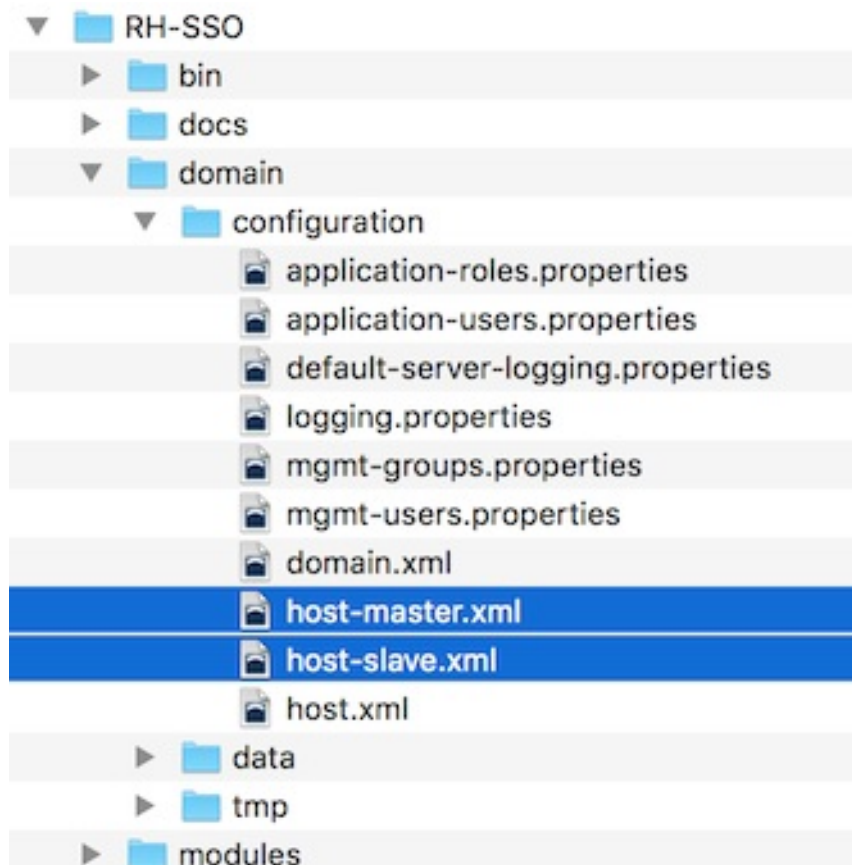 RH-SSO
bin
docs
domain
configuration
application-roles.properties
application-users.properties
default-server-logging.properties
logging.properties
mgmt-groups.properties
mgmt-users.properties
domain.xml
host-master.xml
host-slave.xml
host.xml
data
tmp
modules